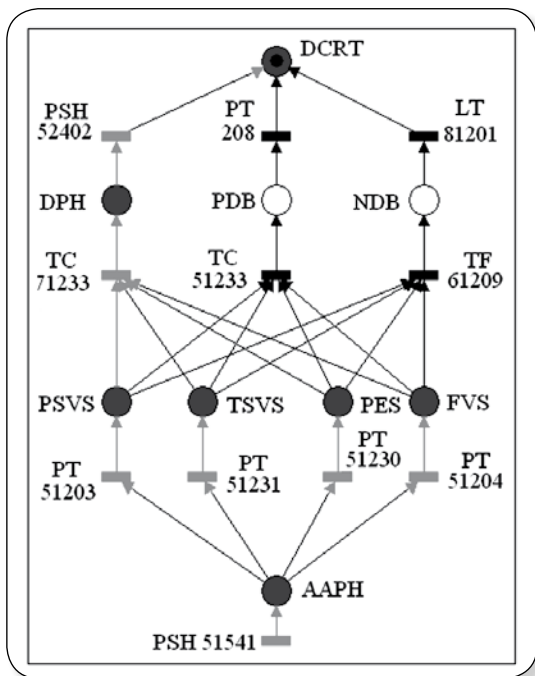 DCRT
PSH
52402
PT
208
LT
81201
DPH
PDB
NDB
TC
71233
TC
51233
TF
61209
PSVS
TSVS
PES
FVS
PT
51203
PT
51231
PT
51230
PT
51204
AAPH
PSH 51541